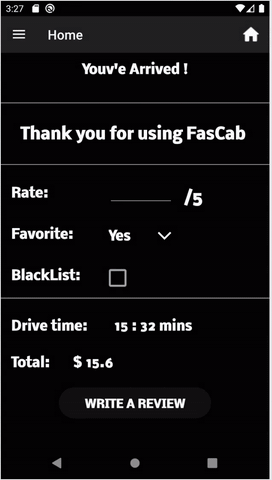 3:27
Home
Youv'e Arrived !
Thank you for using FasCab
Rate: /5
Favorite: Yes
BlackList:
Drive time: 15 : 32 mins
Total: $ 15.6
WRITE A REVIEW